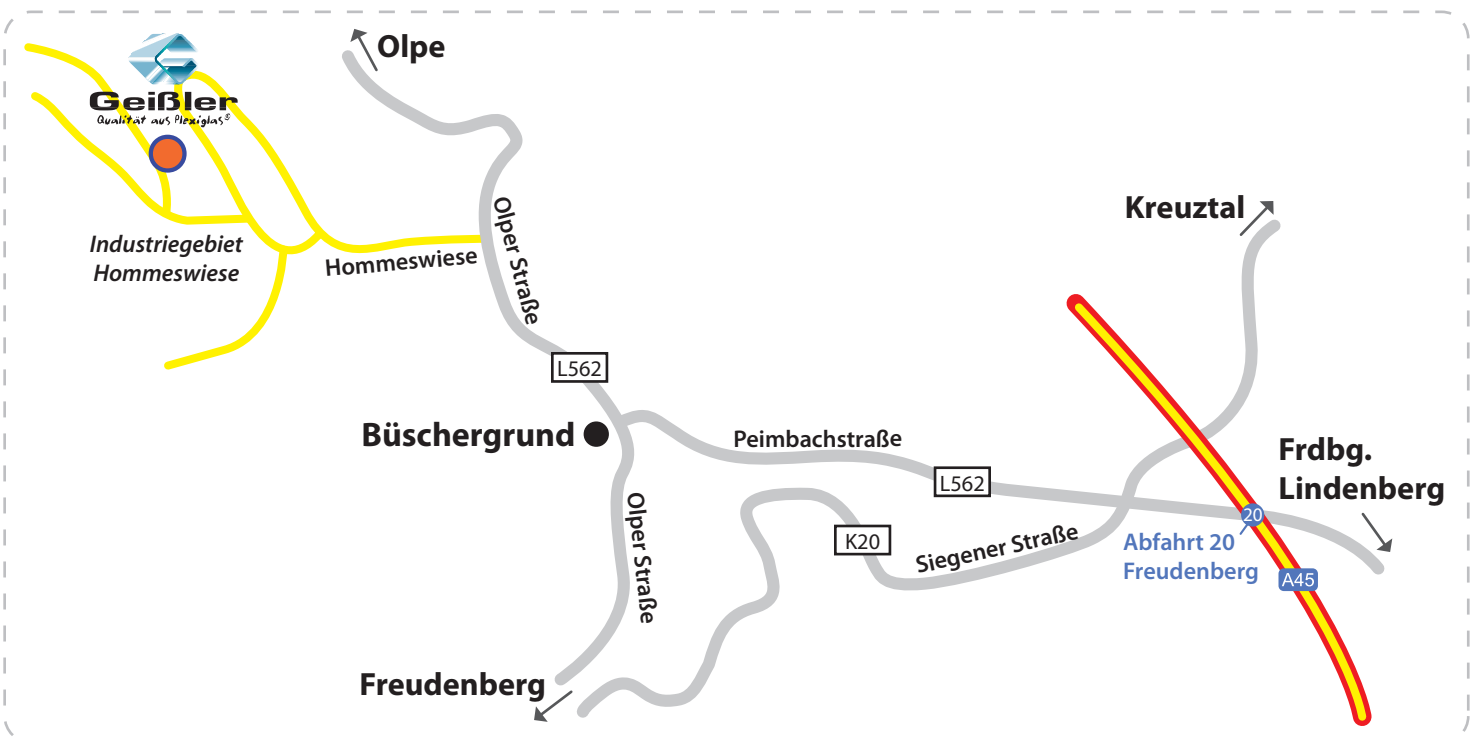 Olpe
Geißler
Qualität aus Plexiglas®
Kreuztal
Industriegebiet
Hommeswiese
Hommeswiese
Olper Straße
L562
Büschergrund
Peimbachstraße
L562
Frdbg.
Lindenberg
Olper Straße
K20
Siegener Straße
20
Abfahrt 20
Freudenberg
A45
Freudenberg